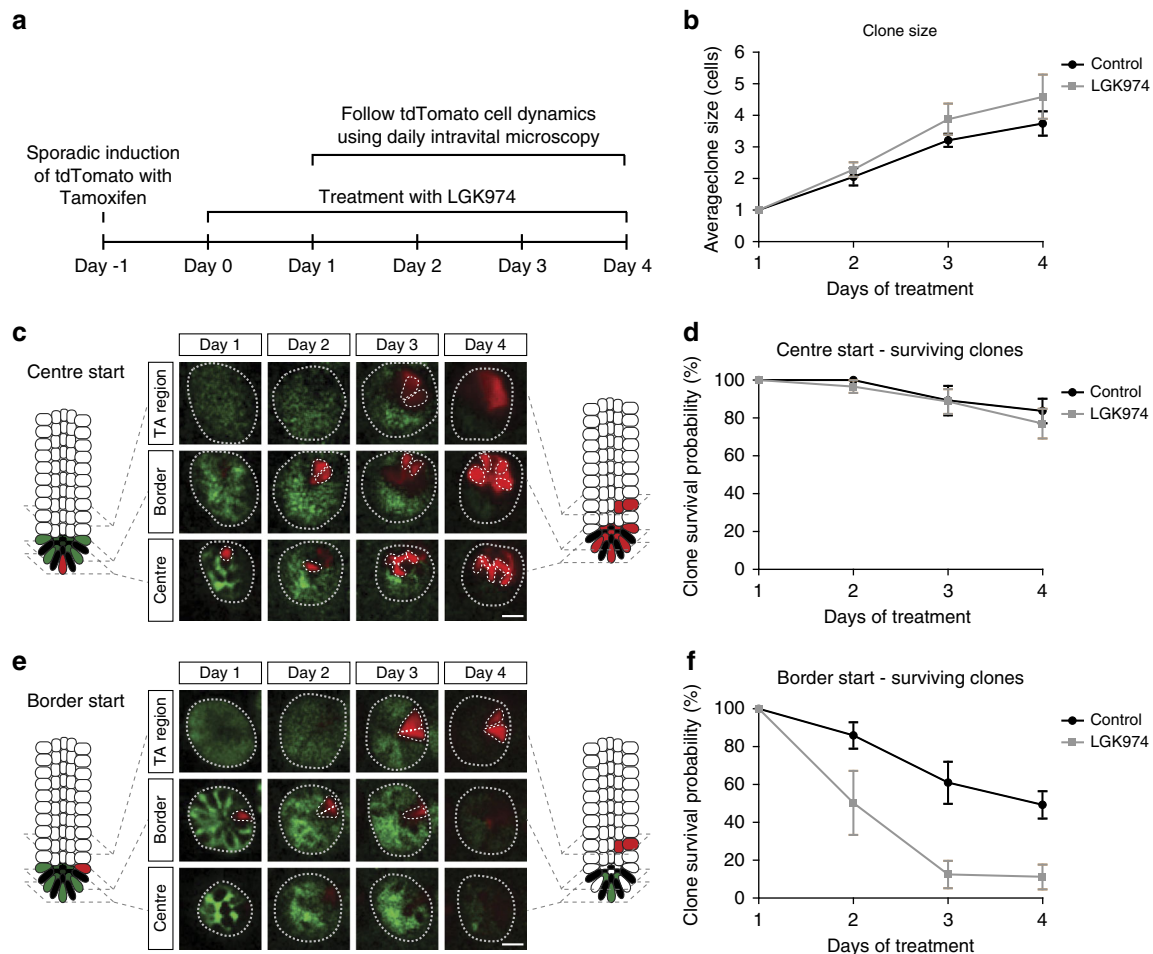 a
Follow tdTomato cell dynamics
using daily intravital microscopy
Sporadic induction
of tdTomato with
Tamoxifen
Treatment with LGK974
Day -1
Day 0
Day 1
Day 2
Day 3
Day 4
b
Clone size
Averageclone size (cells)
6
5
4
3
2
1
0
1
2
3
4
Days of treatment
Control
LGK974
c
Centre start
Day 1
Day 2
Day 3
Day 4
TA region
Border
Centre
d
Centre start - surviving clones
Clone survival probability (%)
100
80
60
40
20
0
1
2
3
4
Days of treatment
Control
LGK974
e
Border start
Day 1
Day 2
Day 3
Day 4
TA region
Border
Centre
f
Border start - surviving clones
Clone survival probability (%)
100
80
60
40
20
0
1
2
3
4
Days of treatment
Control
LGK974